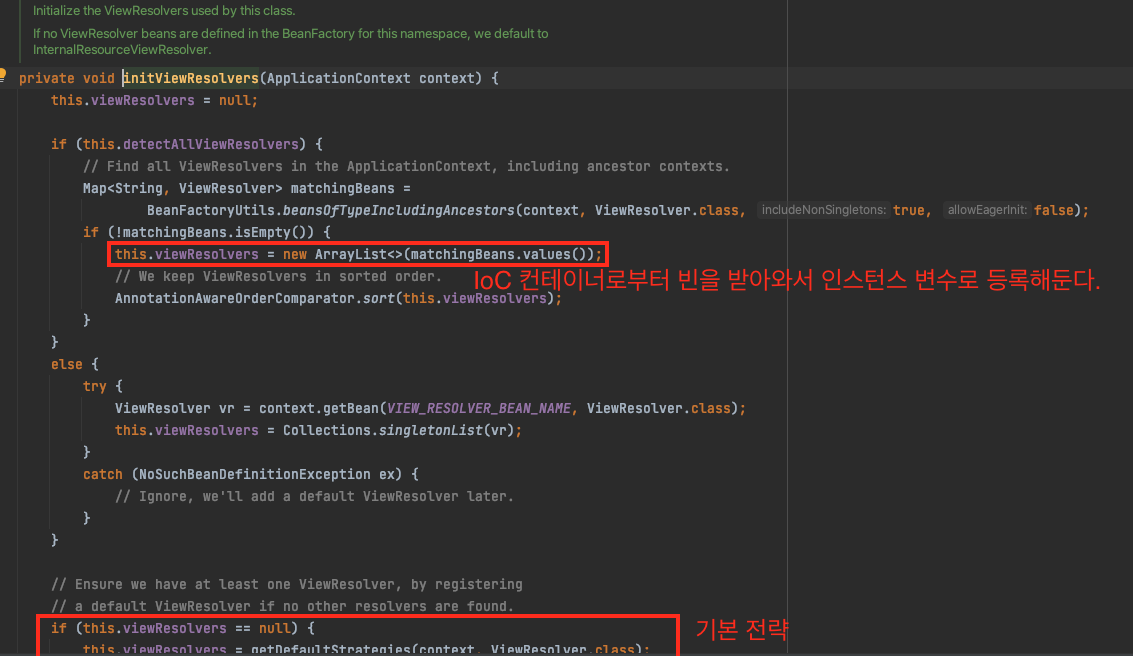 Initialize the ViewResolvers used by this class.
If no ViewResolver beans are defined in the BeanFactory for this namespace, we default to
InternalResourceViewResolver.
private void initViewResolvers(ApplicationContext context) {
this.viewResolvers = null;
if (this.detectAllViewResolvers) {
// Find all ViewResolvers in the ApplicationContext, including ancestor contexts.
Map<String, ViewResolver> matchingBeans =
BeanFactoryUtils.beansOfTypeIncludingAncestors(context, ViewResolver.class, includeNonSingletons: true, allowEagerInit: false);
if (!matchingBeans.isEmpty()) {
this.viewResolvers = new ArrayList<>(matchingBeans.values());
// We keep ViewResolvers in sorted order.
IoC 컨테이너로부터 빈을 받아와서 인스턴스 변수로 등록해둔다.
AnnotationAwareOrderComparator.sort(this.viewResolvers);
}
}
else {
try {
ViewResolver vr = context.getBean(VIEW_RESOLVER_BEAN_NAME, ViewResolver.class);
this.viewResolvers = Collections.singletonList(vr);
}
catch (NoSuchBeanDefinitionException ex) {
// Ignore, we'll add a default ViewResolver later.
}
}
// Ensure we have at least one ViewResolver, by registering
// a default ViewResolver if no other resolvers are found.
if (this.viewResolvers == null) {
기본 전략
this.viewResolvers = getDefaultStrategies(context, ViewResolver.class);